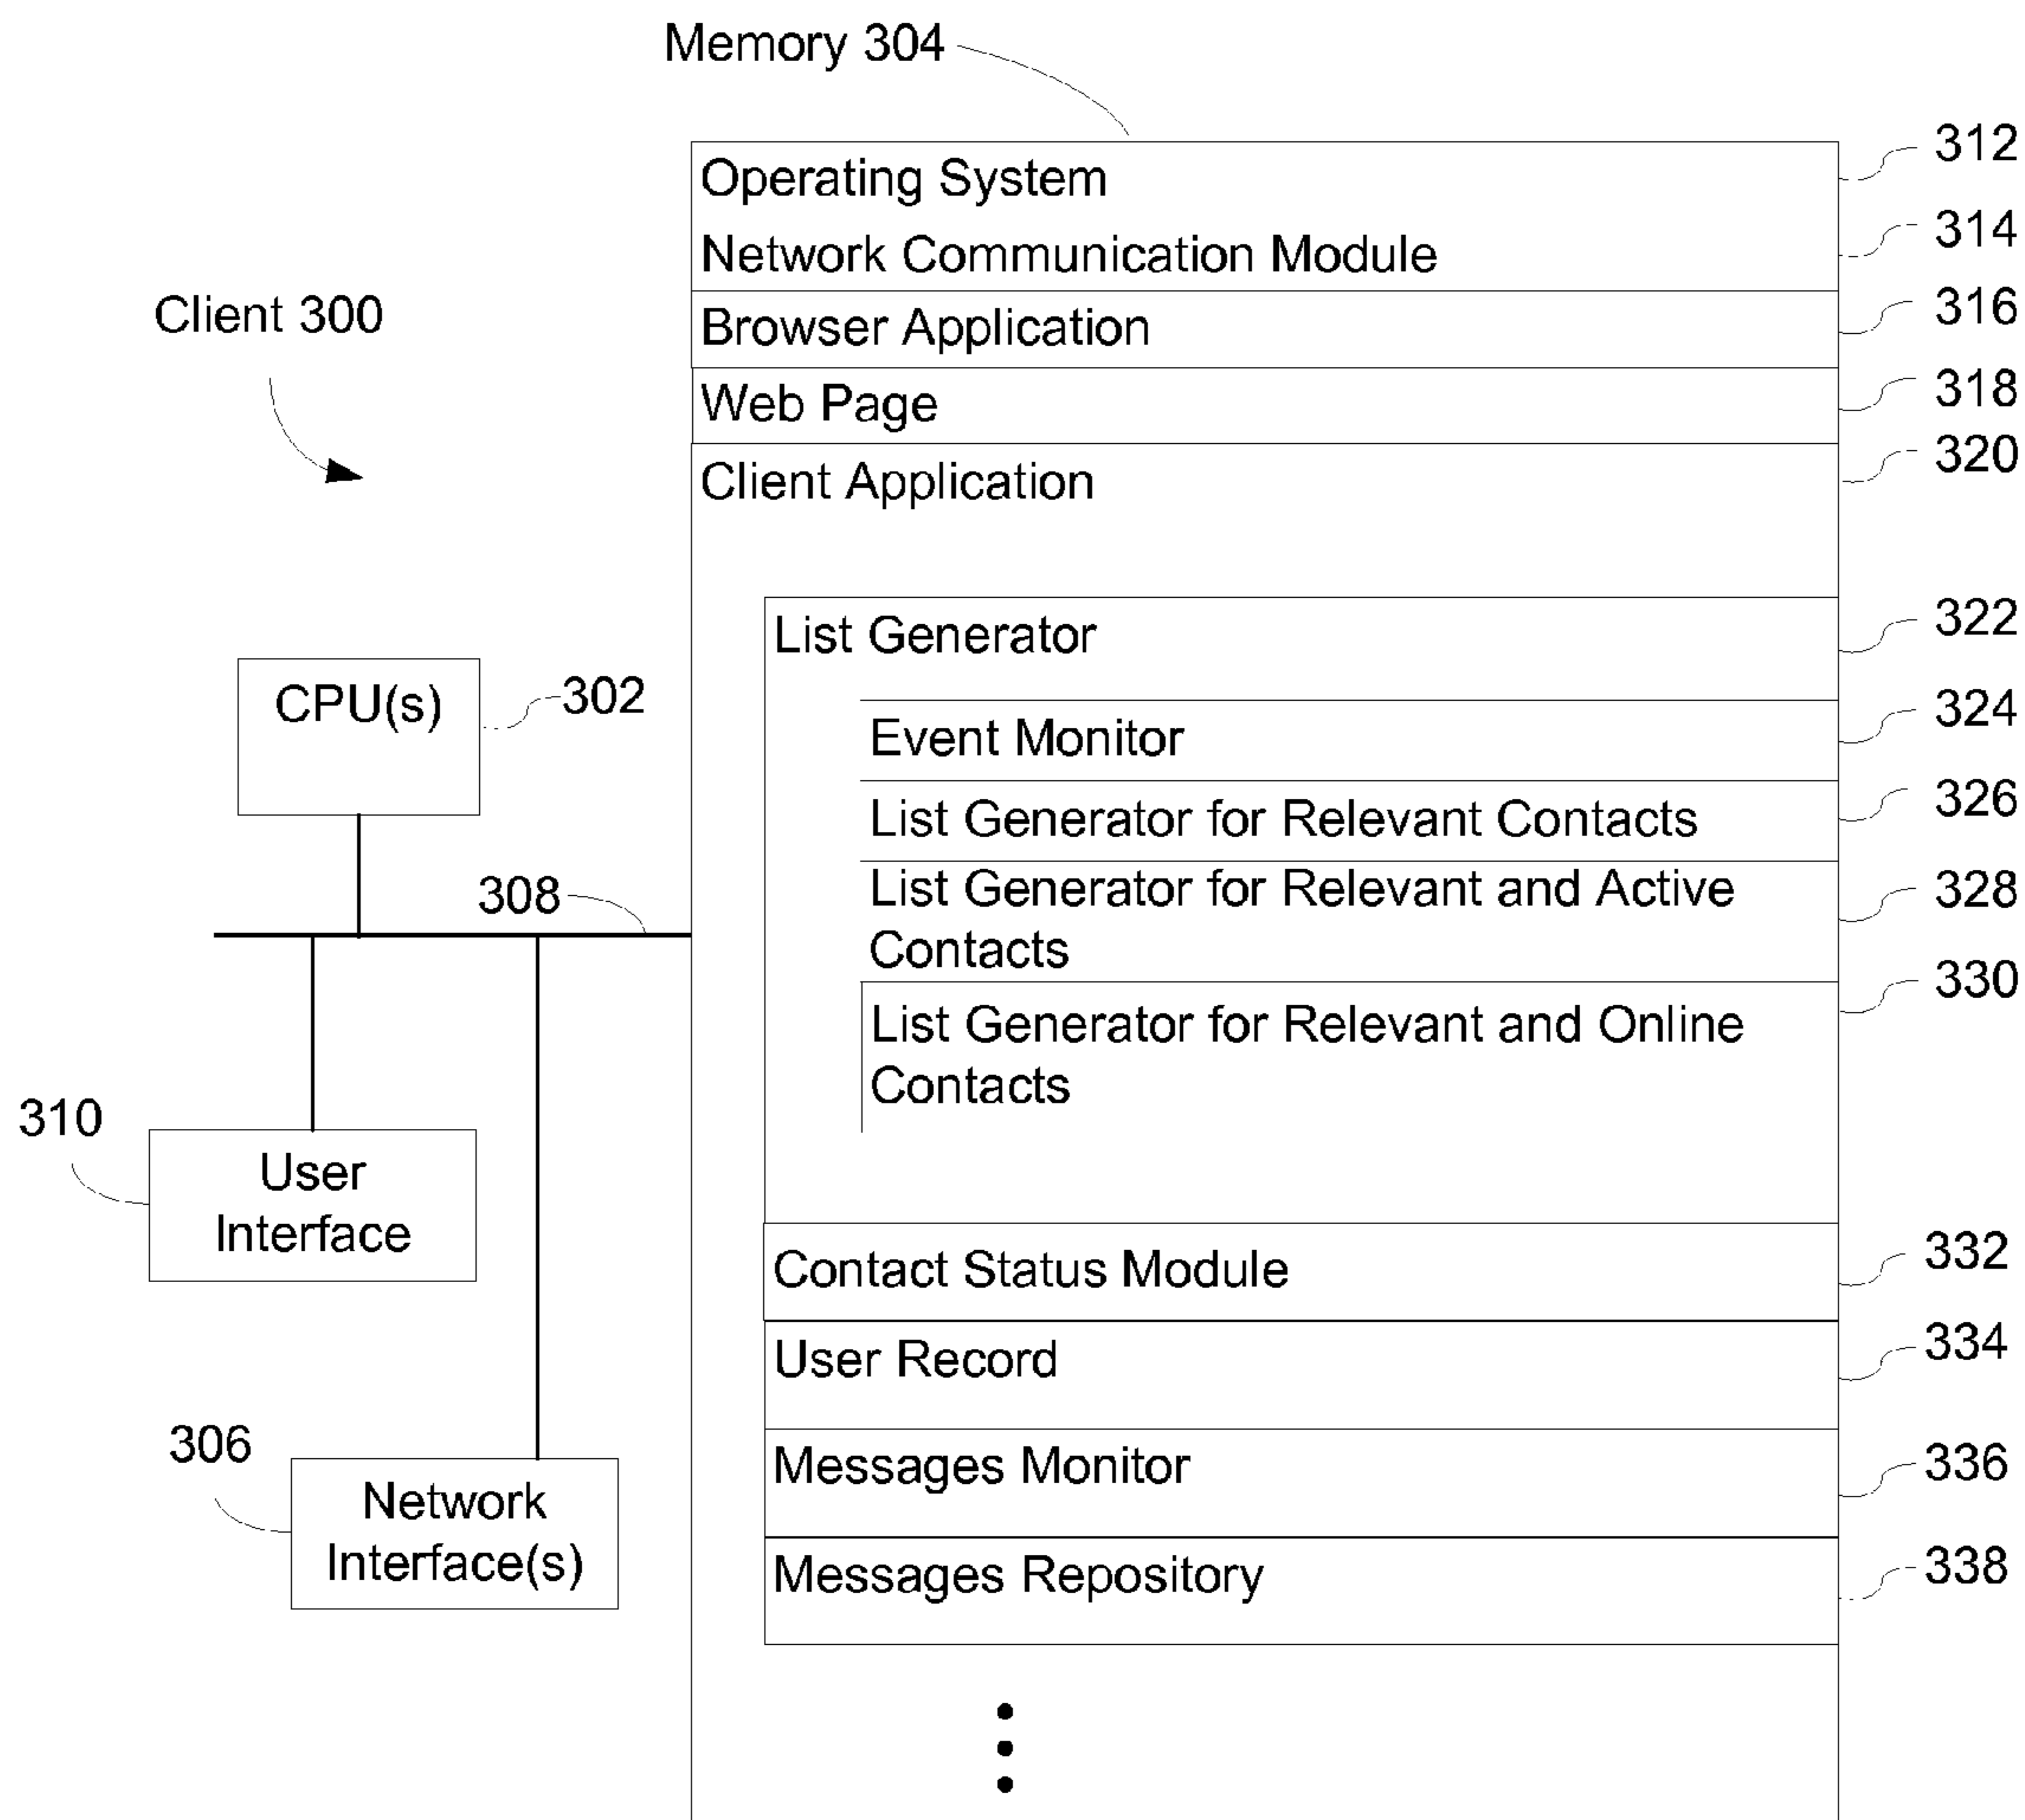 Memory 304
312
Operating System
314
Network Communication Module
316
Client 300
Browser Application
318
Web Page
320
Client Application
322
List Generator
302
CPU(s)
324
Event Monitor
326
List Generator for Relevant Contacts
308
328
List Generator for Relevant and Active
Contacts
330
List Generator for Relevant and Online
Contacts
310
User
Interface
332
Contact Status Module
334
User Record
306
336
Messages Monitor
Network
Interface(s)
338
Messages Repository